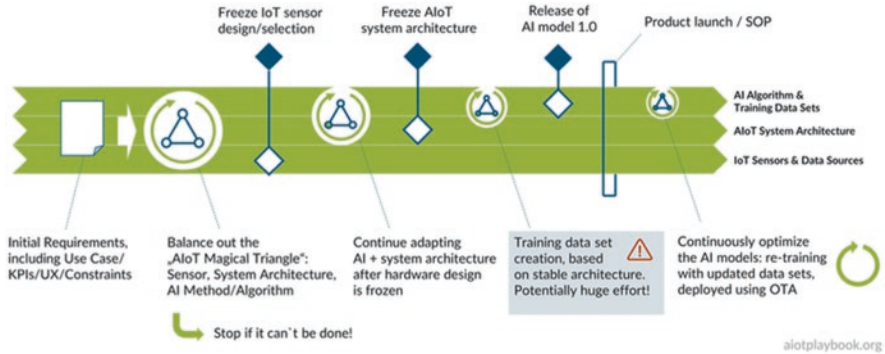 Freeze IoT sensor
design/selection
Freeze AIoT
system architecture
Release of
AI model 1.0
Product launch / SOP
AI Algorithm &
Training Data Sets
AIoT System Architecture
IoT Sensors & Data Sources
Initial Requirements,
including Use Case/
KPIs/UX/Constraints
Balance out the
„AIoT Magical Triangle":
Sensor, System Architecture,
AI Method/Algorithm
Stop if it can`t be done!
Continue adapting
AI + system architecture
after hardware design
is frozen
Training data set
creation, based
on stable architecture.
Potentially huge effort!
Continuously optimize
the AI models: re-training
with updated data sets,
deployed using OTA
aiotplaybook.org